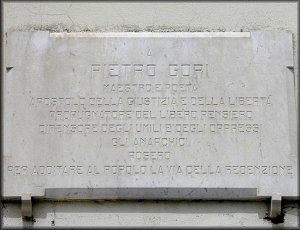 A
PIETRO GORI
MAESTRO E POETA
APOSTOLO DELLA GIUSTIZIA E DELLA LIBERTÁ
PROPUGNATORE DEL LIBERO PENSIERO
DIFENSORE DEGLI UMILI E DEGLI OPPRESSI
GLI ANARCHICI
POSERO
PER ADDITARE AL POPOLO LA VIA DELLA REDENZIONE